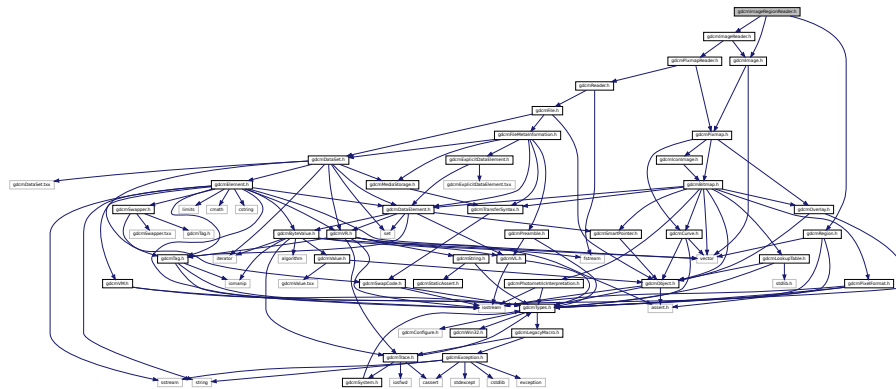 gdcmImageRegionReader.h
gdcmImageReader.h
gdcmPixmapReader.h
gdcmImage.h
gdcmReader.h
gdcmFile.h
gdcmFileMetaInformation.h
gdcmPixmap.h
gdcmDataSet.h
gdcmExplicitDataElement.h
gdcmIconImage.h
gdcmDataSet.txx
gdcmElement.h
gdcmMediaStorage.h
gdcmExplicitDataElement.txx
gdcmBitmap.h
gdcmSwapper.h
limits
cmath
cstring
gdcmDataElement.h
gdcmTransferSyntax.h
gdcmOverlay.h
gdcmSwapper.txx
gdcmTag.h
gdcmByteValue.h
gdcmVR.h
set
gdcmPreamble.h
gdcmSmartPointer.h
gdcmCurve.h
gdcmRegion.h
gdcmTag.h
iterator
algorithm
gdcmValue.h
gdcmString.h
gdcmVL.h
fstream
vector
gdcmLookupTable.h
gdcmVM.h
iomanip
gdcmValue.txx
gdcmSwapCode.h
gdcmStaticAssert.h
gdcmPhotometricInterpretation.h
gdcmObject.h
stdlib.h
gdcmPixelFormat.h
iostream
gdcmTypes.h
assert.h
gdcmConfigure.h
gdcmWin32.h
gdcmLegacyMacro.h
gdcmTrace.h
gdcmException.h
sstream
string
gdcmSystem.h
iosfwd
cassert
stdexcept
cstdlib
exception